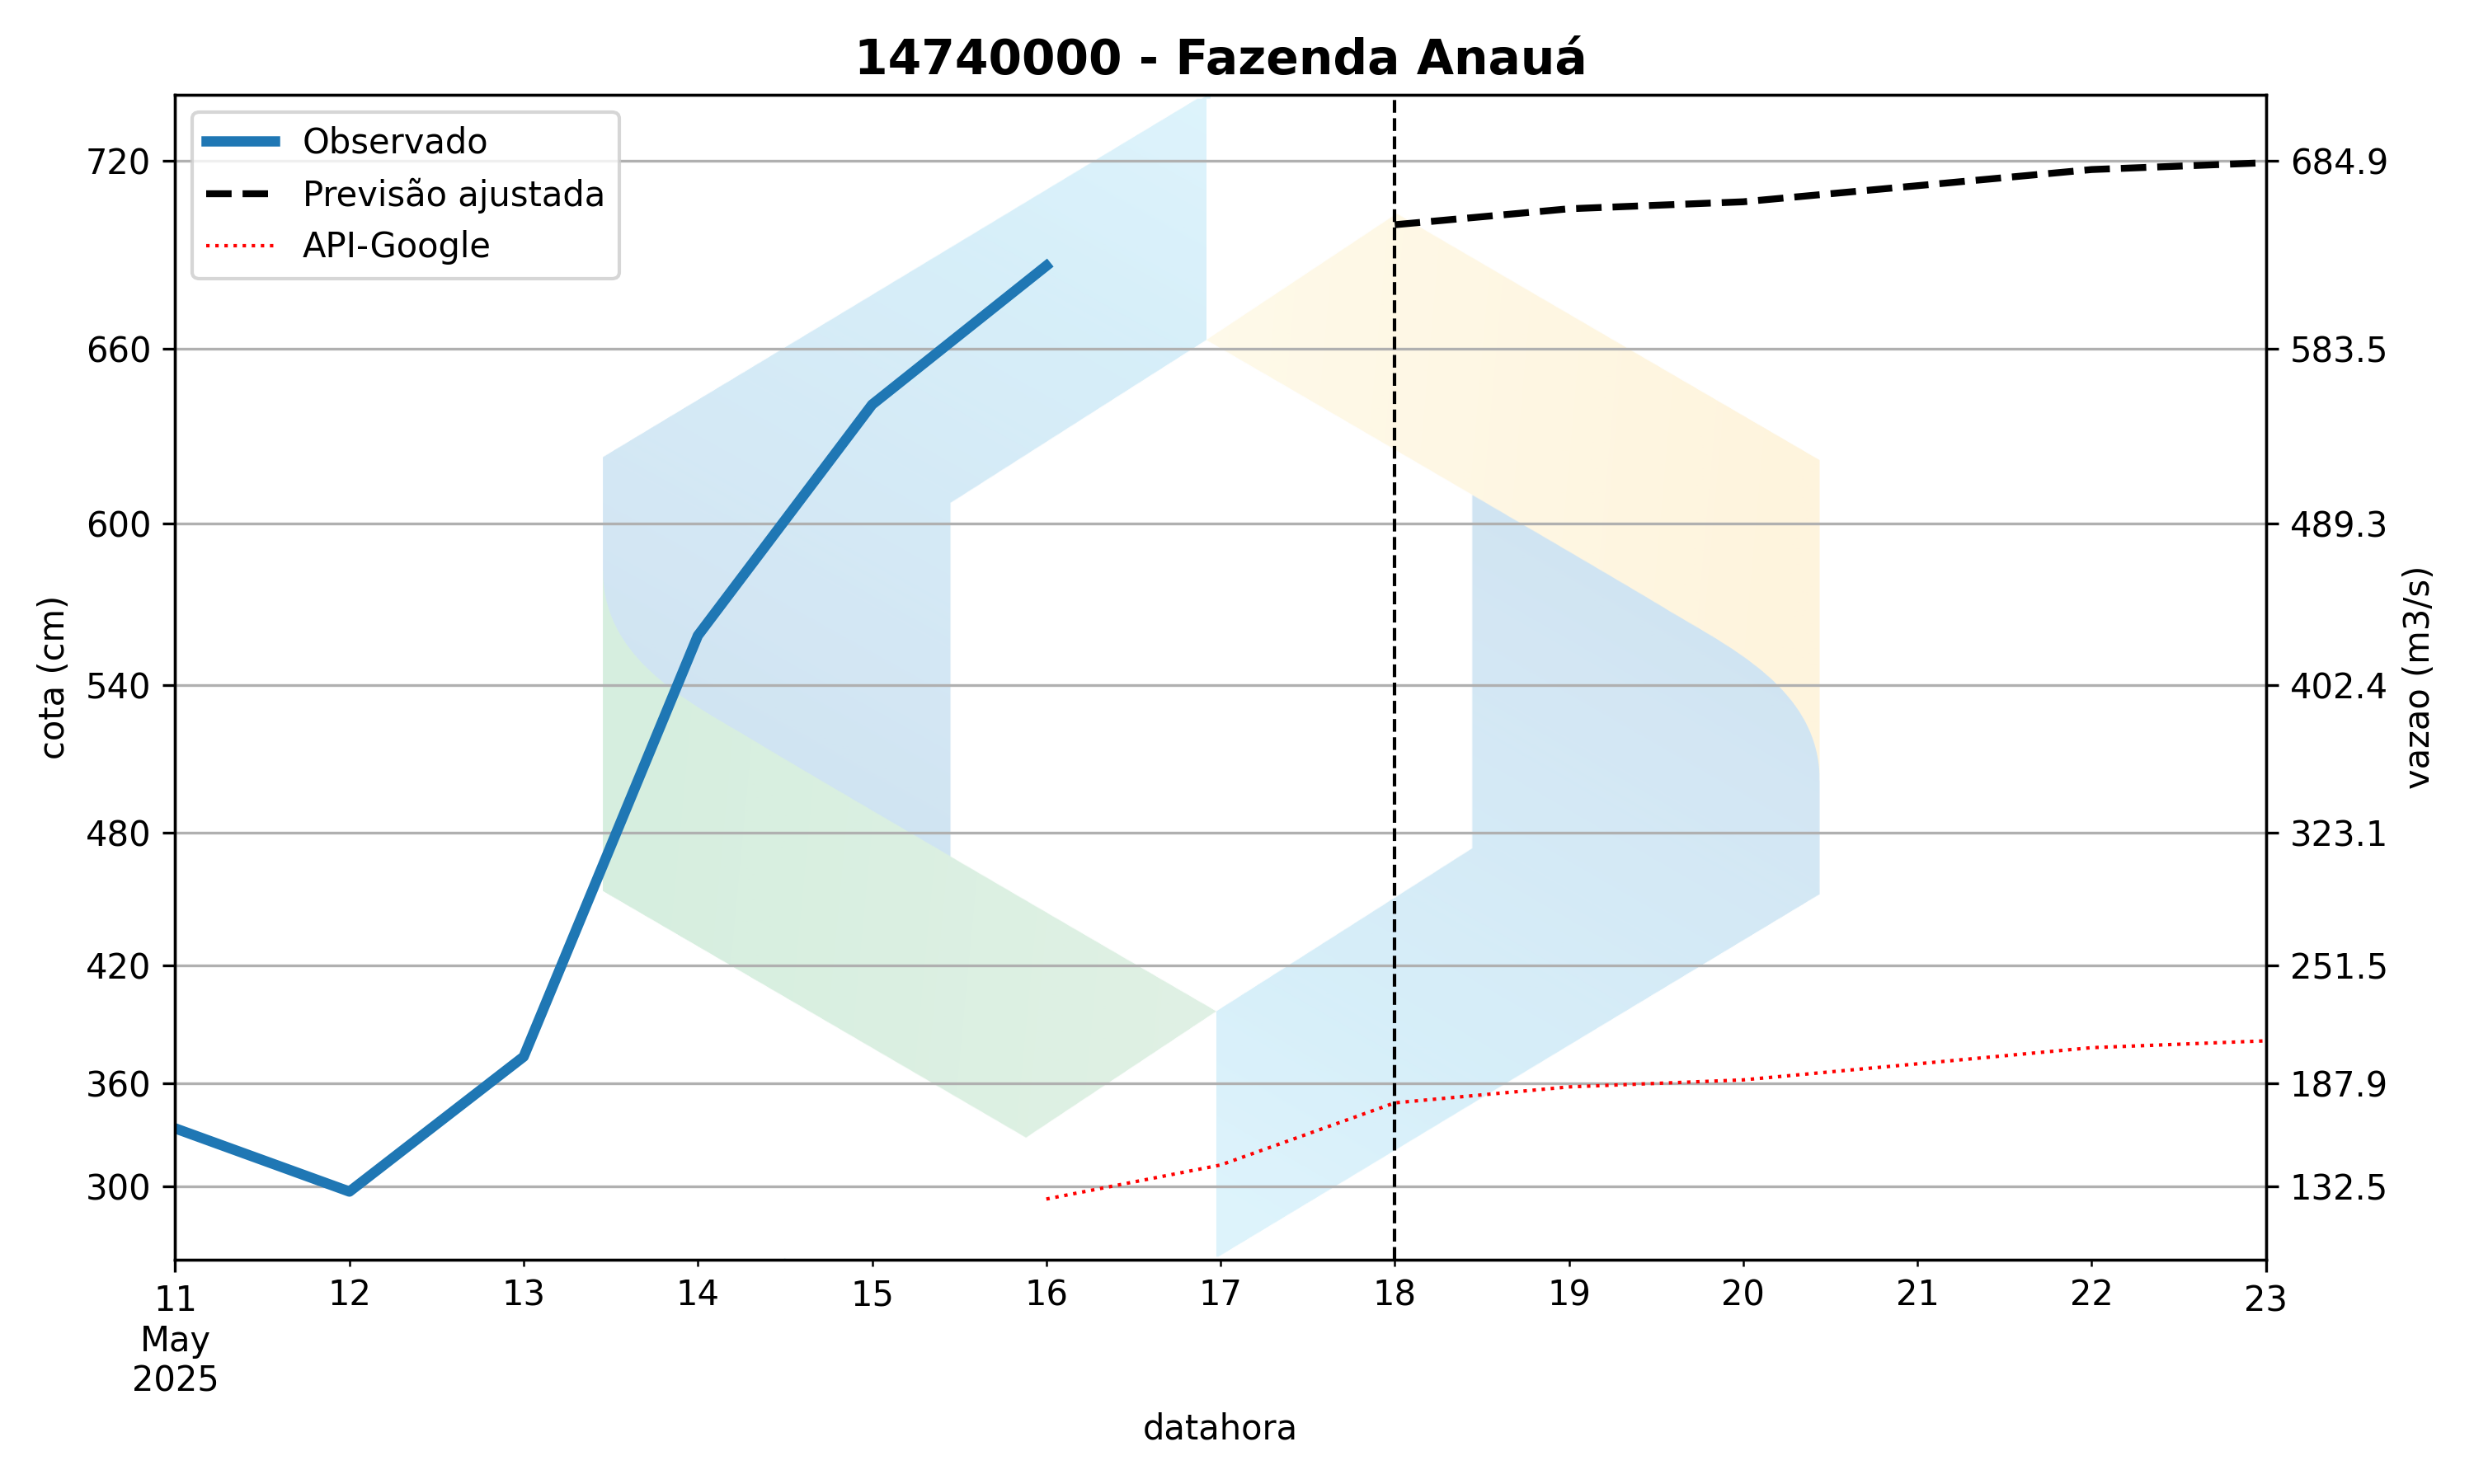 14740000 - Fazenda Anauá
Observado
Previsão ajustada
API-Google
720
660
600
540
480
420
360
300
cota (cm)
684.9
583.5
489.3
402.4
323.1
251.5
187.9
132.5
vazao (m3/s)
11 12 13 14 15 16 17 18 19 20 21 22 23
May
2025
datahora